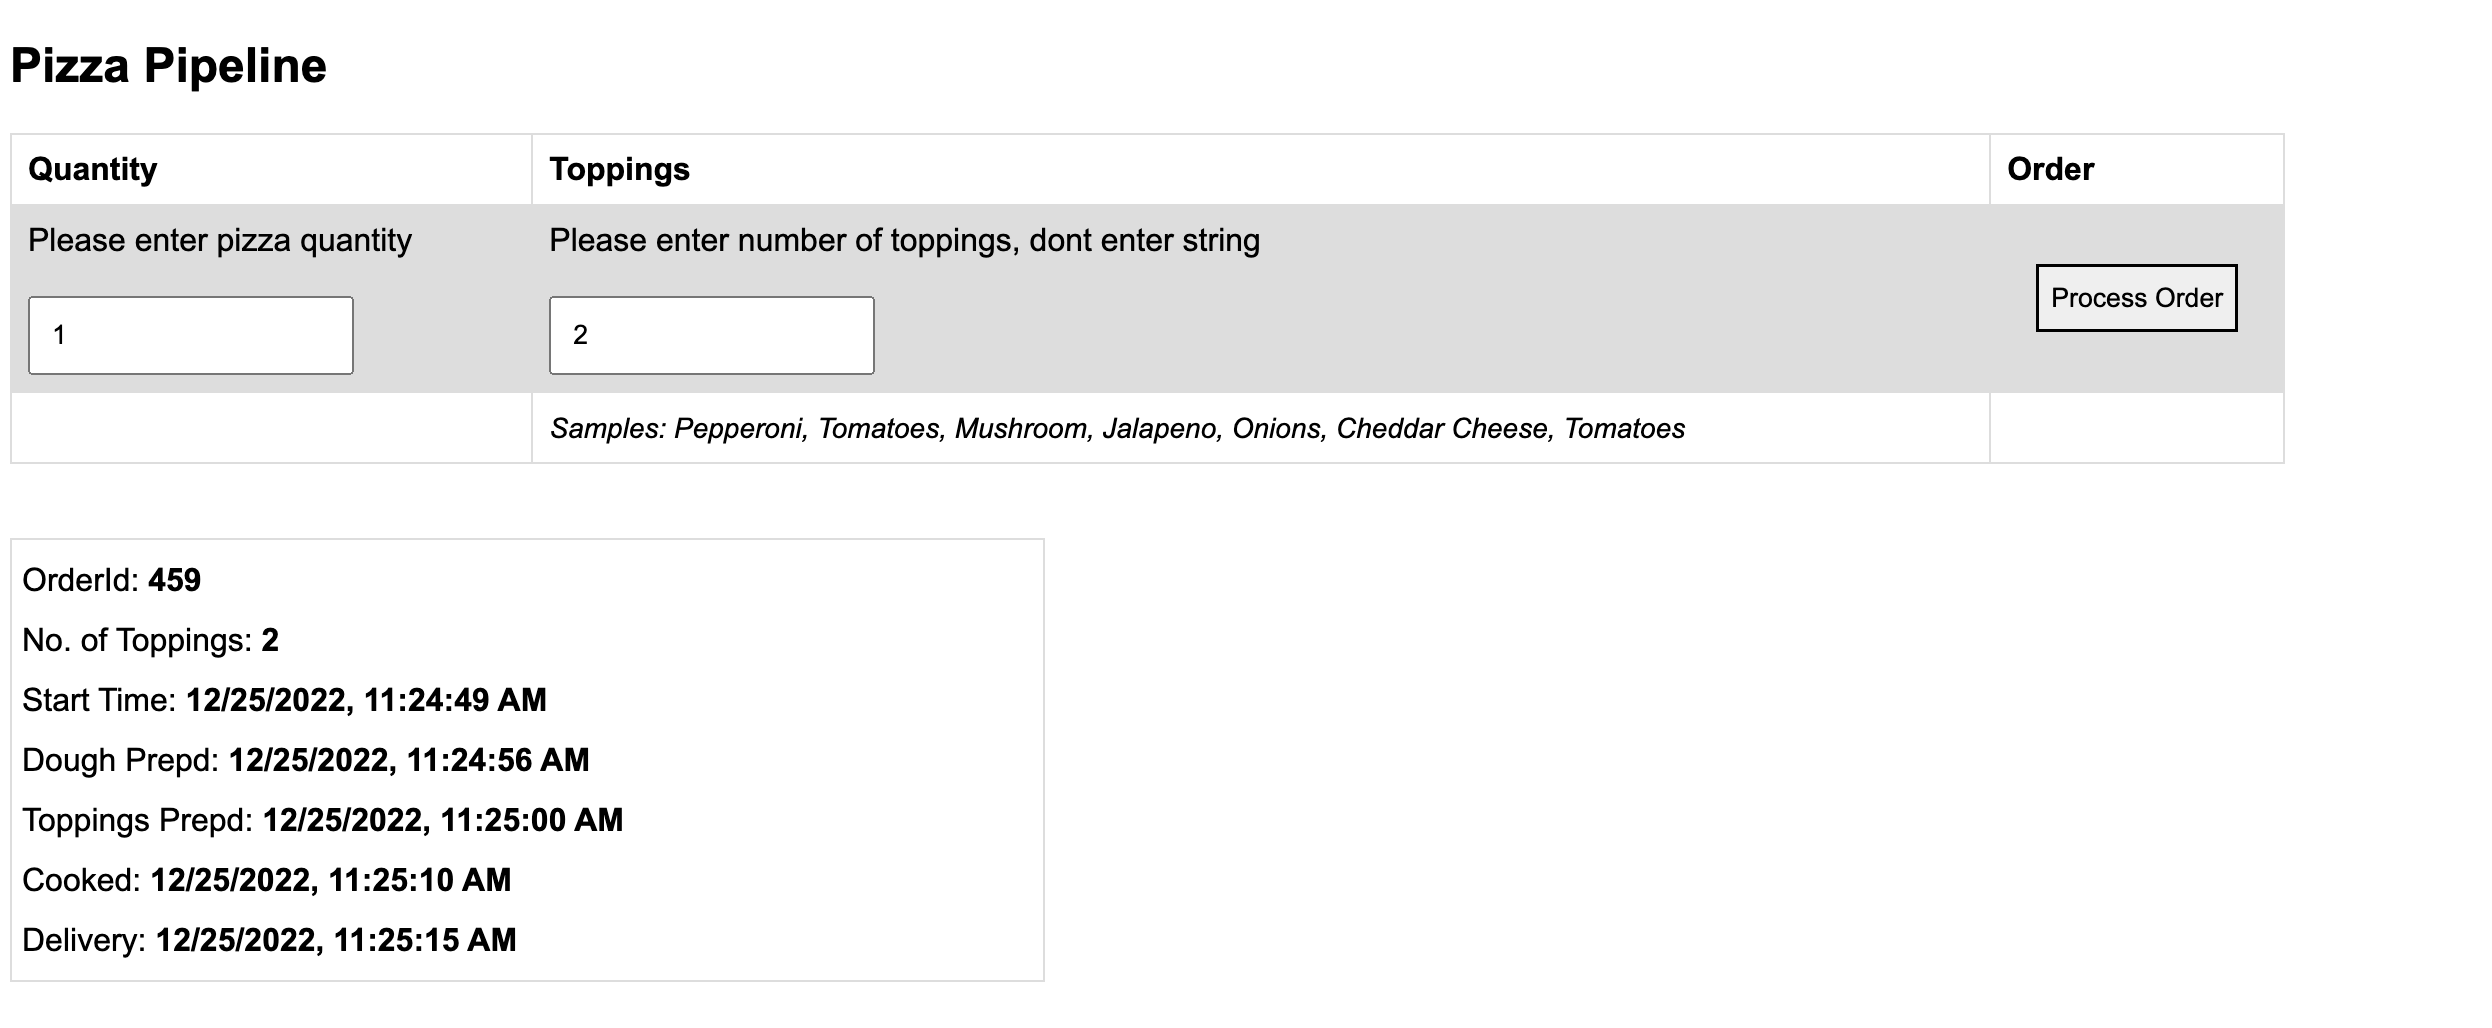 Pizza Pipeline
Quantity Toppings Order
Please enter pizza quantity Please enter number of toppings, dont enter string
1 2 Process Order
Samples: Pepperoni, Tomatoes, Mushroom, Jalapeno, Onions, Cheddar Cheese, Tomatoes
OrderId: 459
No. of Toppings: 2
Start Time: 12/25/2022, 11:24:49 AM
Dough Prepd: 12/25/2022, 11:24:56 AM
Toppings Prepd: 12/25/2022, 11:25:00 AM
Cooked: 12/25/2022, 11:25:10 AM
Delivery: 12/25/2022, 11:25:15 AM